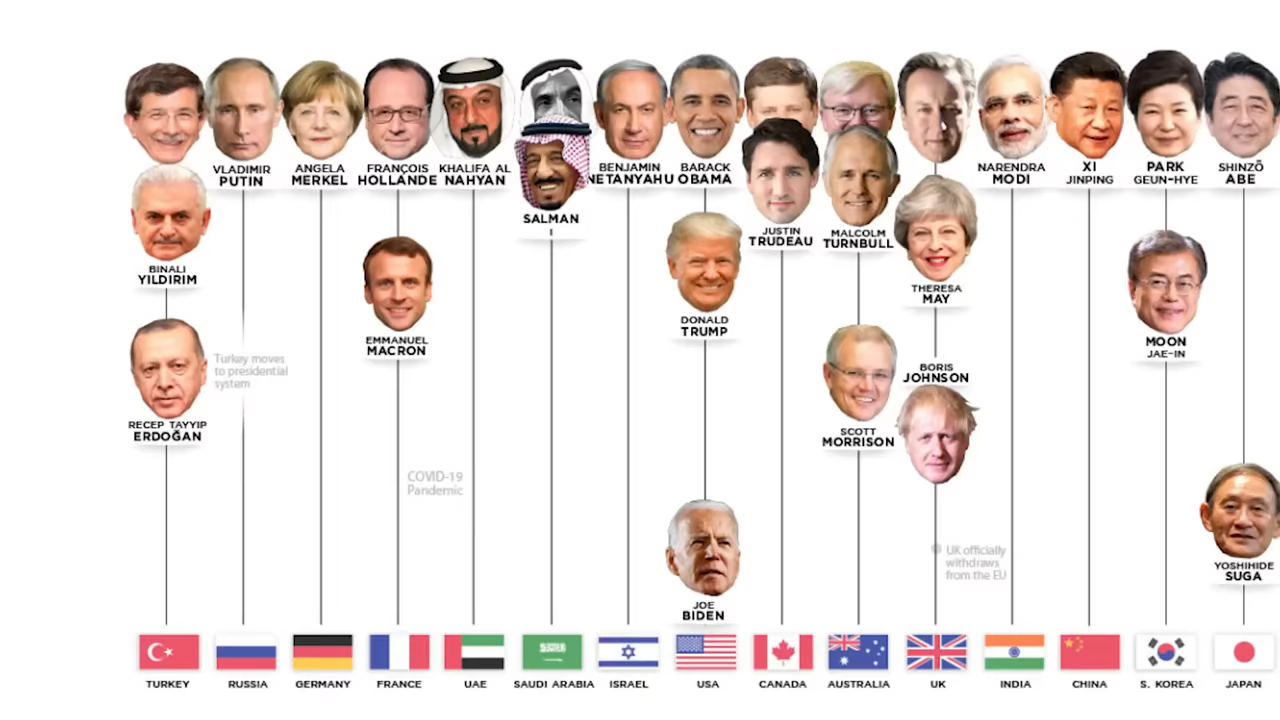 VLADIMIR
PUTIN
ANGELA
MERKEL
FRANÇOIS
HOLLANDE
KHALIFA AL
NAHYAN
BENJAMIN
NETANYAHU
BARACK
OBAMA
NARENDRA
MODI
XI
JINPING
PARK
GEUN-HYE
SHINZŌ
ABE
SALMAN
JUSTIN
TRUDEAU
MALCOLM
TURNBULL
BINALI
YILDIRIM
THERESA
MAY
DONALD
TRUMP
EMMANUEL
MACRON
MOON
JAE-IN
Turkey moves
to presidential
system
BORIS
JOHNSON
RECEP TAYYIP
ERDOĞAN
SCOTT
MORRISON
COVID-19
Pandemic
UK officially
withdraws
from the EU
YOSHIHIDE
SUGA
JOE
BIDEN
TURKEY
RUSSIA
GERMANY
FRANCE
UAE
SAUDI ARABIA
ISRAEL
USA
CANADA
AUSTRALIA
UK
INDIA
CHINA
S. KOREA
JAPAN